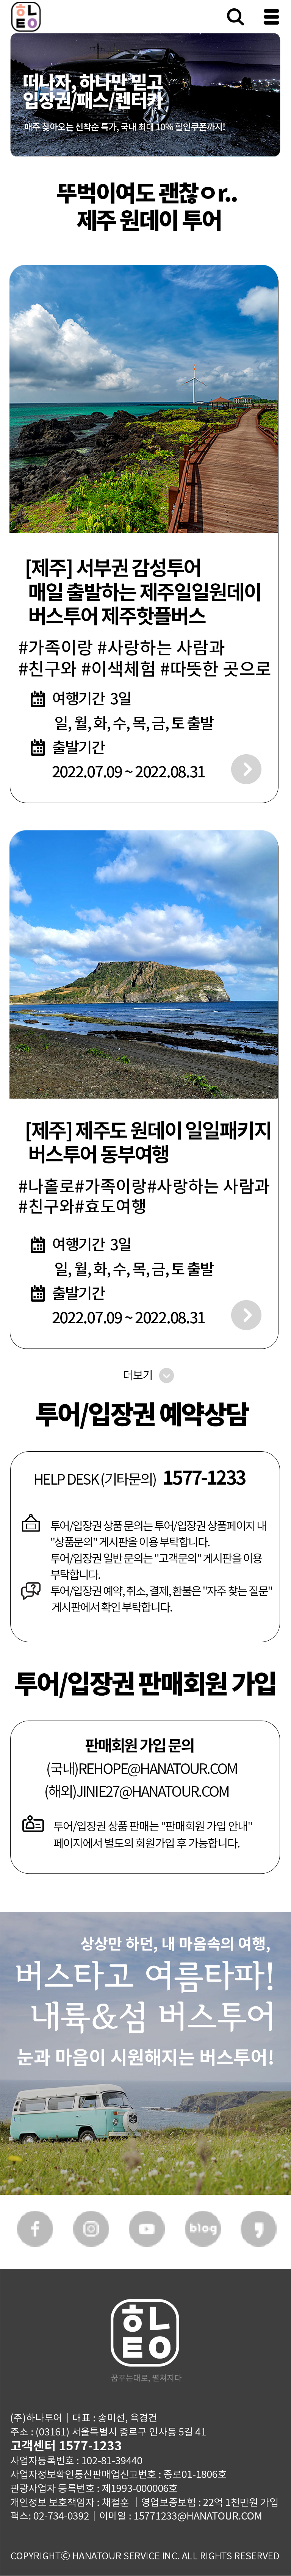 하L
EO
떠나자, 하나만 믿고
입장권/패스/렌터카
매주 찾아오는 선착순 특가, 국내 최대 10% 할인쿠폰까지!
뚜벅이여도 괜찮ㅇr..
제주 원데이 투어
[제주] 서부권 감성투어
매일 출발하는 제주일일원데이
버스투어 제주핫플버스
#가족이랑 #사랑하는 사람과
#친구와 #이색체험 #따뜻한 곳으로
여행기간 3일
일, 월, 화, 수, 목, 금, 토 출발
출발기간
2022.07.09 ~ 2022.08.31
[제주] 제주도 원데이 일일패키지
버스투어 동부여행
#나홀로#가족이랑#사랑하는 사람과
#친구와#효도여행
여행기간 3일
일, 월, 화, 수, 목, 금, 토 출발
출발기간
2022.07.09 ~ 2022.08.31
더보기
투어/입장권 예약상담
HELP DESK (기타문의) 1577-1233
투어/입장권 상품 문의는 투어/입장권 상품페이지 내
"상품문의" 게시판을 이용 부탁합니다.
투어/입장권 일반 문의는 "고객문의" 게시판을 이용
부탁합니다.
투어/입장권 예약, 취소, 결제, 환불은 "자주 찾는 질문"
게시판에서 확인 부탁합니다.
투어/입장권 판매회원 가입
판매회원 가입 문의
(국내)REHOPE@HANATOUR.COM
(해외)JINIE27@HANATOUR.COM
투어/입장권 상품 판매는 "판매회원 가입 안내"
페이지에서 별도의 회원가입 후 가능합니다.
상상만 하던, 내 마음속의 여행,
버스타고 여름타파!
내륙&섬 버스투어
눈과 마음이 시원해지는 버스투어!
blog
하L
EO
꿈꾸는대로, 펼쳐지다
(주)하나투어｜대표 : 송미선, 육경건
주소 : (03161) 서울특별시 종로구 인사동 5길 41
고객센터 1577-1233
사업자등록번호 : 102-81-39440
사업자정보확인통신판매업신고번호 : 종로01-1806호
관광사업자 등록번호 : 제1993-000006호
개인정보 보호책임자 : 채철훈 ｜영업보증보험 : 22억 1천만원 가입
팩스: 02-734-0392｜이메일 : 15771233@HANATOUR.COM
COPYRIGHTⓒ HANATOUR SERVICE INC. ALL RIGHTS RESERVED